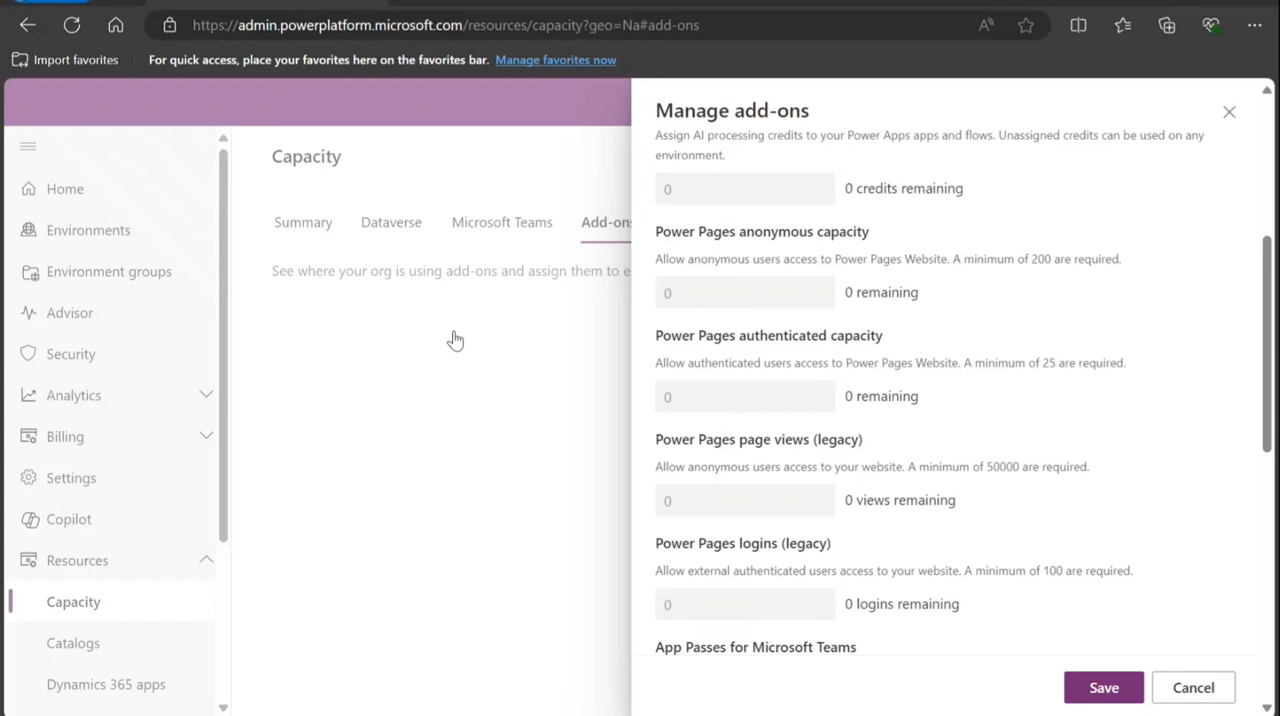 https://admin.powerplatform.microsoft.com/resources/capacity?geo=Na#add-ons
Import favorites
For quick access, place your favorites here on the favorites bar. Manage favorites now
Home
Environments
Environment groups
Advisor
Security
Analytics
Billing
Settings
Copilot
Resources
Capacity
Catalogs
Dynamics 365 apps
Capacity
Summary Dataverse Microsoft Teams Add-ons
See where your org is using add-ons and assign them to e
Manage add-ons
Assign AI processing credits to your Power Apps apps and flows. Unassigned credits can be used on any
environment.
0 0 credits remaining
Power Pages anonymous capacity
Allow anonymous users access to Power Pages Website. A minimum of 200 are required.
0 0 remaining
Power Pages authenticated capacity
Allow authenticated users access to Power Pages Website. A minimum of 25 are required.
0 0 remaining
Power Pages page views (legacy)
Allow anonymous users access to your website. A minimum of 50000 are required.
0 0 views remaining
Power Pages logins (legacy)
Allow external authenticated users access to your website. A minimum of 100 are required.
0 0 logins remaining
App Passes for Microsoft Teams
Save Cancel